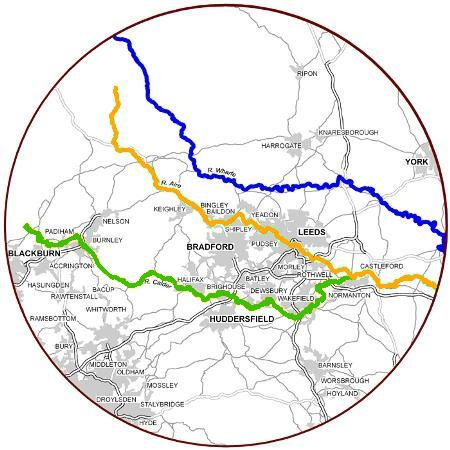 RIPON
KNARESBOROUGH
HARROGATE
YORK
R. Wharfe
R. Aire
KEIGHLEY
BINGLEY
BAILDON
YEADON
SHIPLEY
LEEDS
PUDSEY
BRADFORD
NELSON
PADIHAM
BURNLEY
BLACKBURN
ACCRINGTON
HASLINGDEN
RAWTENSTALL
BACUP
R. Calder
HALIFAX
BRIGHOUSE
BATLEY
DEWSBURY
MORLEY
ROTHWELL
CASTLEFORD
WAKEFIELD
NORMANTON
HUDDERSFIELD
WHITWORTH
RAMSBOTTOM
BURY
MIDDLETON
OLDHAM
MOSSLEY
DROYLSDEN
STALYBRIDGE
HYDE
BARNSLEY
WORSBROUGH
HOYLAND